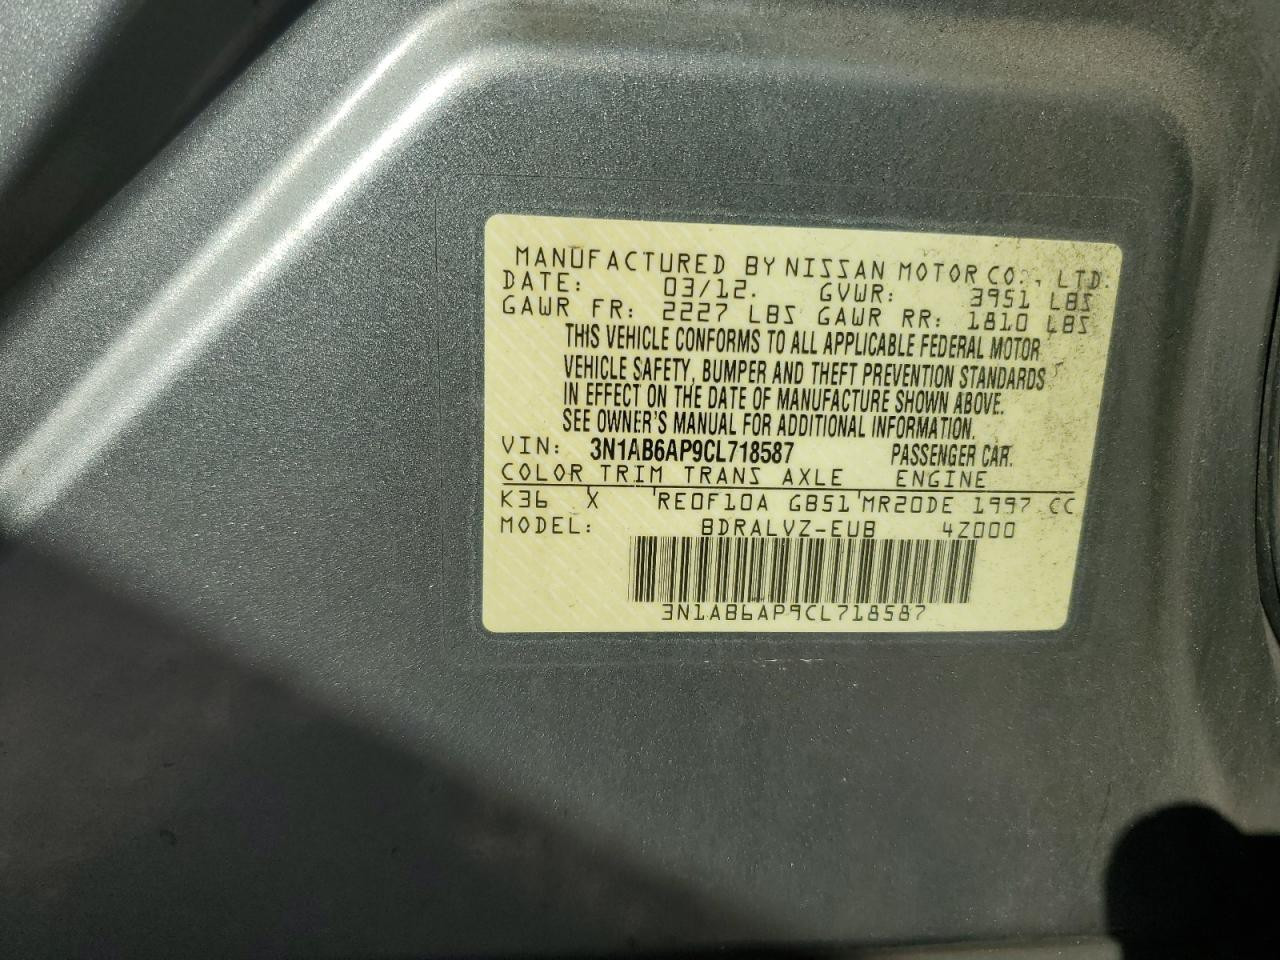 MANUFACTURED BY NISSAN MOTOR CO., LTD.
DATE: 03/12. GVWR: 3951 LBS
GAWR FR: 2227 LBS GAWR RR: 1810 LBS
THIS VEHICLE CONFORMS TO ALL APPLICABLE FEDERAL MOTOR
VEHICLE SAFETY, BUMPER AND THEFT PREVENTION STANDARDS
IN EFFECT ON THE DATE OF MANUFACTURE SHOWN ABOVE.
SEE OWNER'S MANUAL FOR ADDITIONAL INFORMATION.
VIN: 3N1AB6AP9CL718587 PASSENGER CAR.
COLOR TRIM TRANS AXLE ENGINE
K36 X RE0F10A GB51 MR20DE 1997 CC
MODEL: BDRALVZ-EUB 4Z000
3N1AB6AP9CL718587